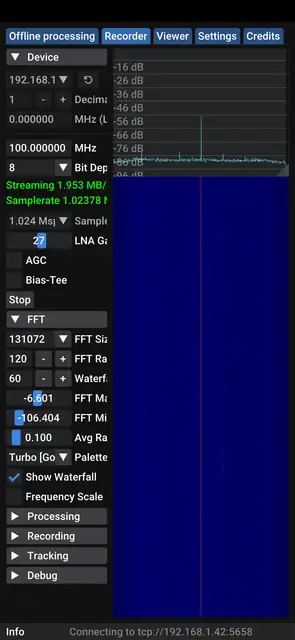 Offline processing Recorder Viewer Settings Credits
Device
192.168.1
1 - + Decima
0.000000 MHz (L
100.000000 MHz
8 Bit Dep
Streaming 1.953 MB/
Samplerate 1.02378 M
1.024 Msp Sample
27 LNA Ga
AGC
Bias-Tee
Stop
FFT
131072 FFT Siz
120 - + FFT Ra
60 - + Waterfa
-6.601 FFT Ma
-106.404 FFT Mi
0.100 Avg Ra
Turbo [Go Palette
Show Waterfall
Frequency Scale
Processing
Recording
Tracking
Debug
-16 dB
-26 dB
-36 dB
-46 dB
-56 dB
-66 dB
-76 dB
-86 dB
-96 dB
Info Connecting to tcp://192.168.1.42:5658